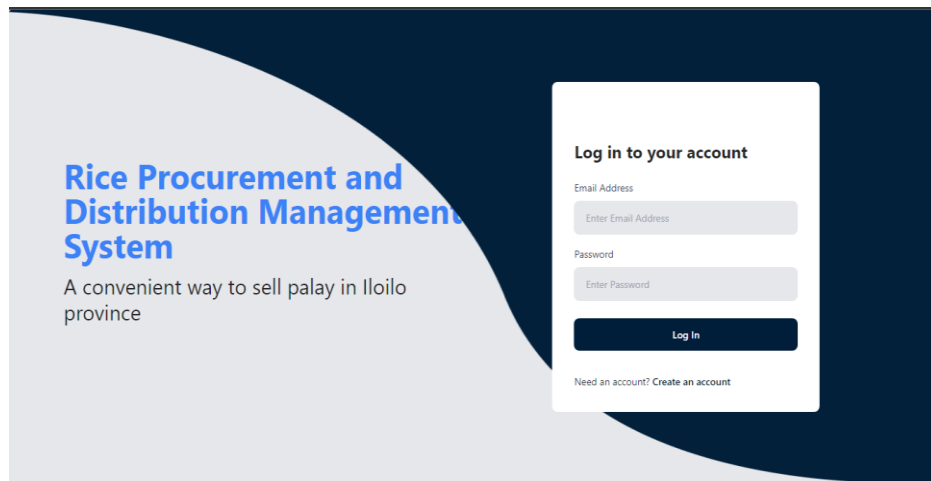 Rice Procurement and
Distribution Management
System
A convenient way to sell palay in Iloilo
province
Log in to your account
Email Address
Enter Email Address
Password
Enter Password
Log In
Need an account? Create an account